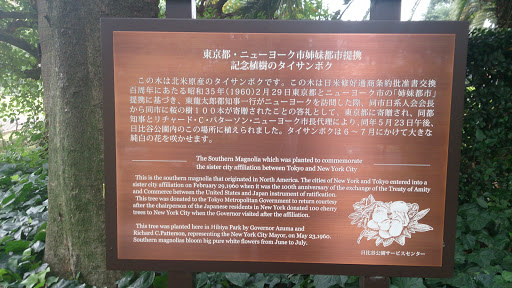 東京都・ニューヨーク市姉妹都市提携
記念植樹のタイサンボク
この木は北米原産のタイサンボクです。この木は日米修好通商条約批准書交換
百周年にあたる昭和35年(1960)2月29日東京都とニューヨーク市の「姉妹都市」
提携に基づき、東龍太郎都知事一行がニューヨークを訪問した際、同市日系人会会長
から同市に桜の樹100本が寄贈されたことの答礼として、東京都に寄贈され、同都
知事とリチャード・C・パターソンニューヨーク市長代理により、同年5月23日午後、
日比谷公園内のこの場所に植えられました。タイサンボクは6〜7月にかけて大きな
純白の花を咲かせます。
The Southern Magnolia which was planted to commemorate
the sister city affiliation between Tokyo and New York City
This is the southern magnolia that originated in North America. The cities of New York and Tokyo entered into a
sister city affiliation on February 29,1960 when it was the 100th anniversary of the exchange of the Treaty of Amity
and Commerce between the United States and Japan instrument of ratification.
This tree was donated to the Tokyo Metropolitan Government to return courtesy
after the chairperson of the Japanese residents in New York donated 100 cherry
trees to New York City when the Governor visited after the affiliation.
This tree was planted here in Hibiya Park by Governor Azuma and
Richard C.Patterson, representing the New York City Mayor, on May 23,1960.
Southern magnolias bloom big pure white flowers from June to July.
日比谷公園サービスセンター